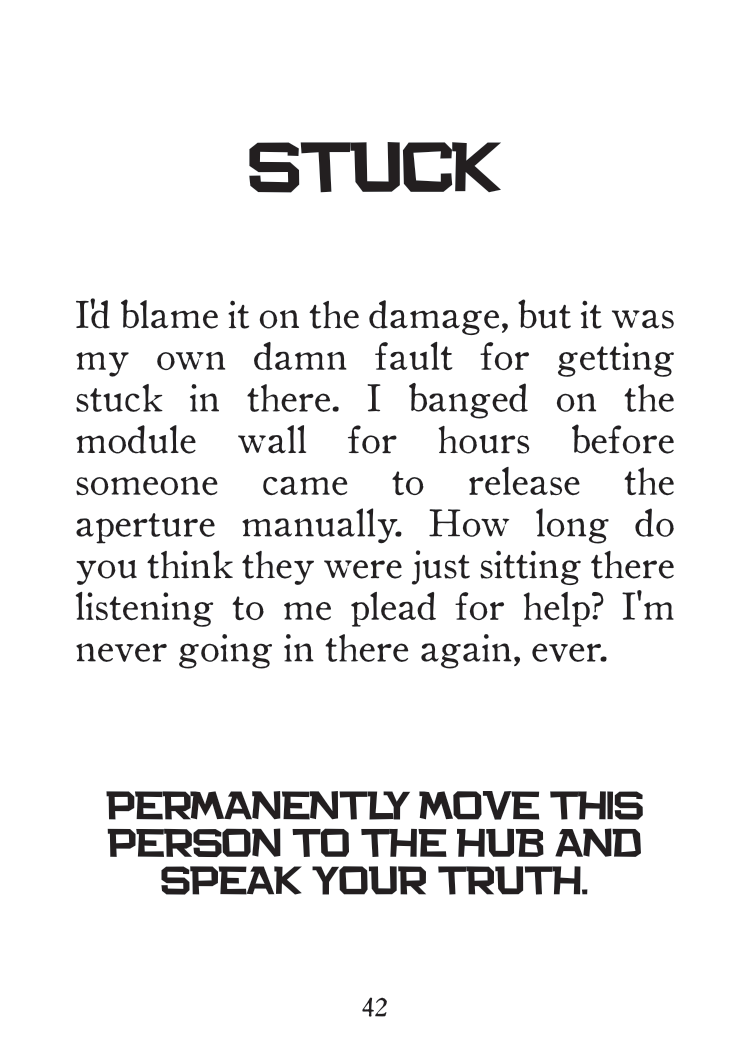 STUCK
I'd blame it on the damage, but it was
my own damn fault for getting
stuck in there. I banged on the
module wall for hours before
someone came to release the
aperture manually. How long do
you think they were just sitting there
listening to me plead for help? I'm
never going in there again, ever.
PERMANENTLY MOVE THIS
PERSON TO THE HUB AND
SPEAK YOUR TRUTH.
42